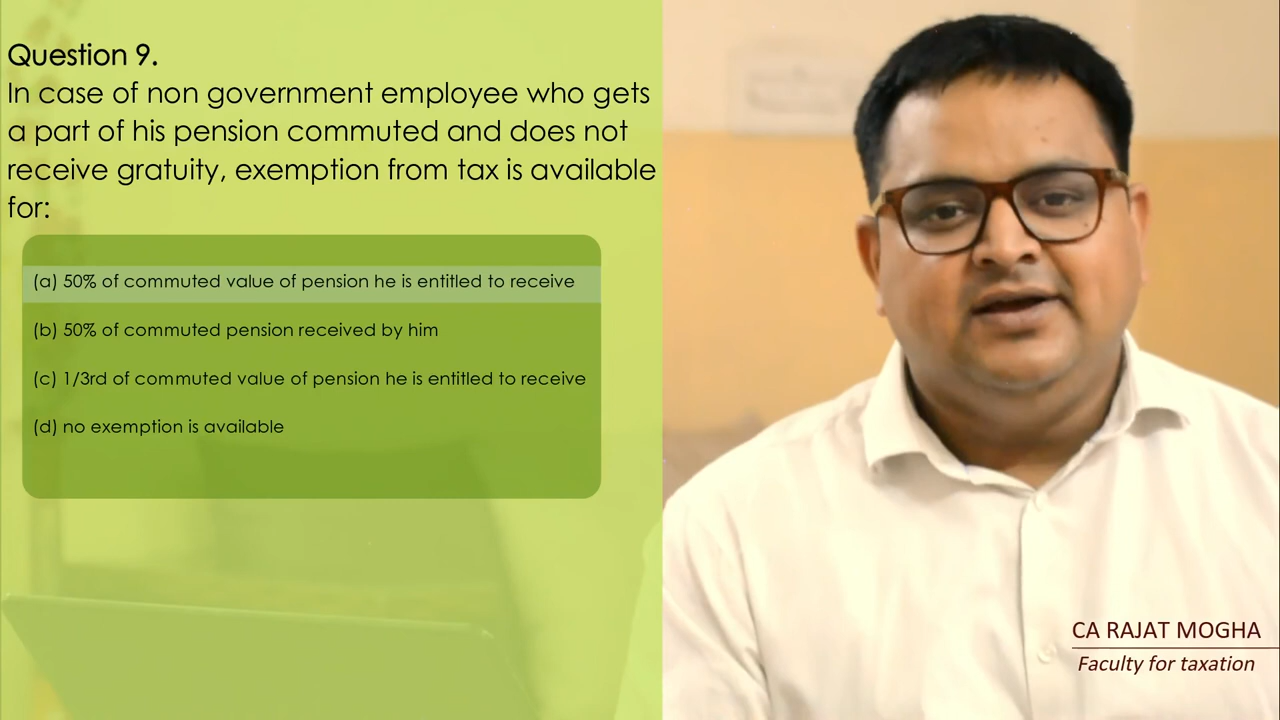 Question 9.
In case of non government employee who gets
a part of his pension commuted and does not
receive gratuity, exemption from tax is available
for:
(a) 50% of commuted value of pension he is entitled to receive
(b) 50% of commuted pension received by him
(c) 1/3rd of commuted value of pension he is entitled to receive
(d) no exemption is available
CA RAJAT MOGHA
Faculty for taxation